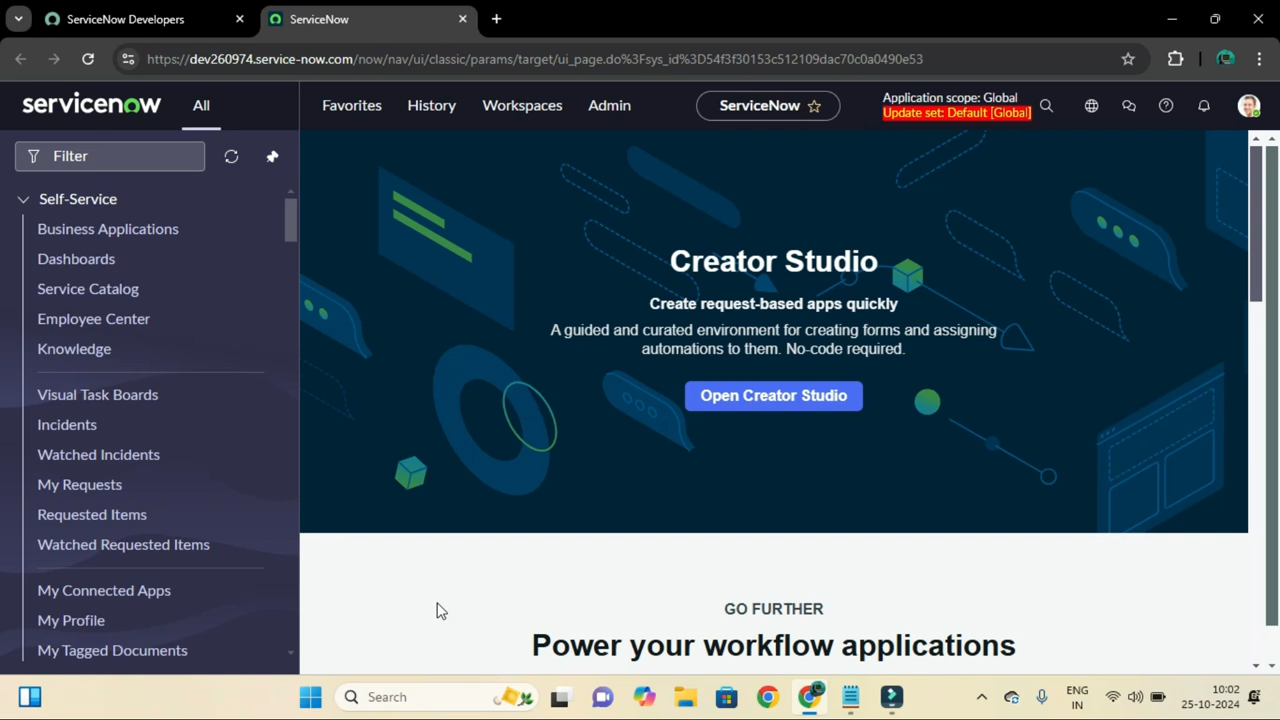 ServiceNow Developers
ServiceNow
https://dev260974.service-now.com/now/nav/ui/classic/params/target/ui_page.do%3Fsys_id%3D54f3f30153c512109dac70c0a0490e53
servicenow
All
Favorites
History
Workspaces
Admin
ServiceNow
Application scope: Global
Update set: Default [Global]
Filter
Self-Service
Business Applications
Dashboards
Service Catalog
Employee Center
Knowledge
Visual Task Boards
Incidents
Watched Incidents
My Requests
Requested Items
Watched Requested Items
My Connected Apps
My Profile
My Tagged Documents
Creator Studio
Create request-based apps quickly
A guided and curated environment for creating forms and assigning
automations to them. No-code required.
Open Creator Studio
GO FURTHER
Power your workflow applications
Search
ENG
IN
10:02
25-10-2024